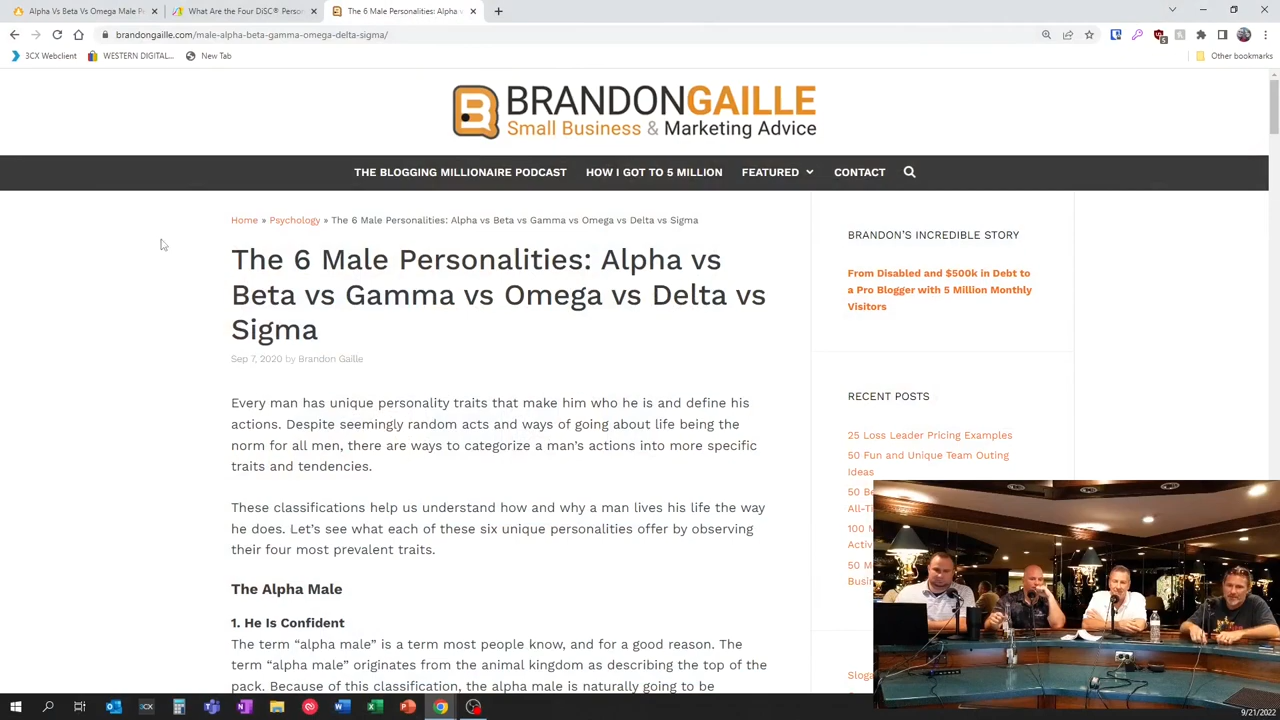 Alpha Vs Beta Vs Omega Male P
What Are the Four DiSC® Person
The 6 Male Personalities: Alpha v
brandongaille.com/male-alpha-beta-gamma-omega-delta-sigma/
3CX Webclient
WESTERN DIGITAL...
New Tab
Other bookmarks
BRANDONGAILLE
Small Business & Marketing Advice
THE BLOGGING MILLIONAIRE PODCAST
HOW I GOT TO 5 MILLION
FEATURED
CONTACT
Home » Psychology » The 6 Male Personalities: Alpha vs Beta vs Gamma vs Omega vs Delta vs Sigma
The 6 Male Personalities: Alpha vs
Beta vs Gamma vs Omega vs Delta vs
Sigma
Sep 7, 2020 by Brandon Gaille
Every man has unique personality traits that make him who he is and define his
actions. Despite seemingly random acts and ways of going about life being the
norm for all men, there are ways to categorize a man's actions into more specific
traits and tendencies.
These classifications help us understand how and why a man lives his life the way
he does. Let's see what each of these six unique personalities offer by observing
their four most prevalent traits.
The Alpha Male
1. He Is Confident
The term “alpha male” is a term most people know, and for a good reason. The
term “alpha male” originates from the animal kingdom as describing the top of the
pack. Because of this classification, the alpha male is naturally going to be
BRANDON'S INCREDIBLE STORY
From Disabled and $500k in Debt to
a Pro Blogger with 5 Million Monthly
Visitors
RECENT POSTS
25 Loss Leader Pricing Examples
50 Fun and Unique Team Outing
Ideas
50 Be
All-Ti
100 M
Activ
50 M
Busin
Sloga
9/21/2022